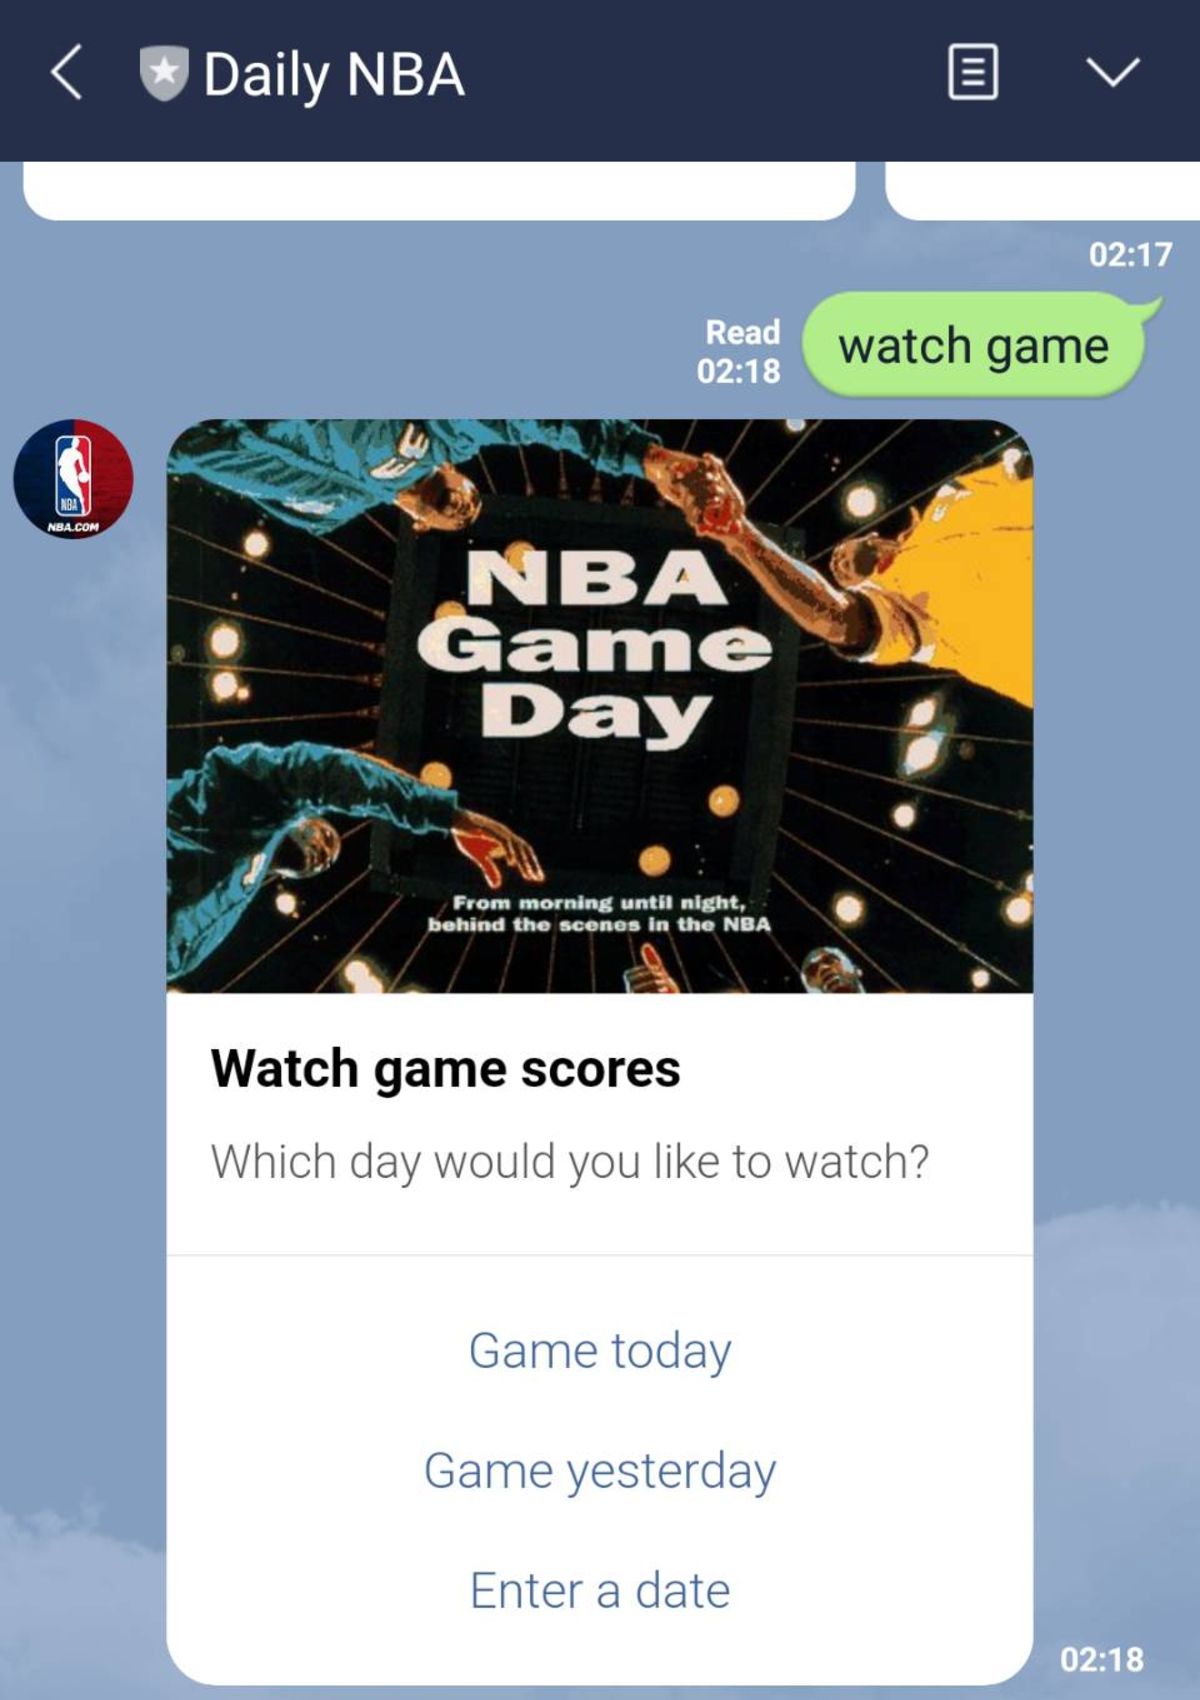 Daily NBA
02:17
Read
02:18
watch game
NBA
NBA.COM
NBA
Game
Day
From morning until night,
behind the scenes in the NBA
Watch game scores
Which day would you like to watch?
Game today
Game yesterday
Enter a date
02:18